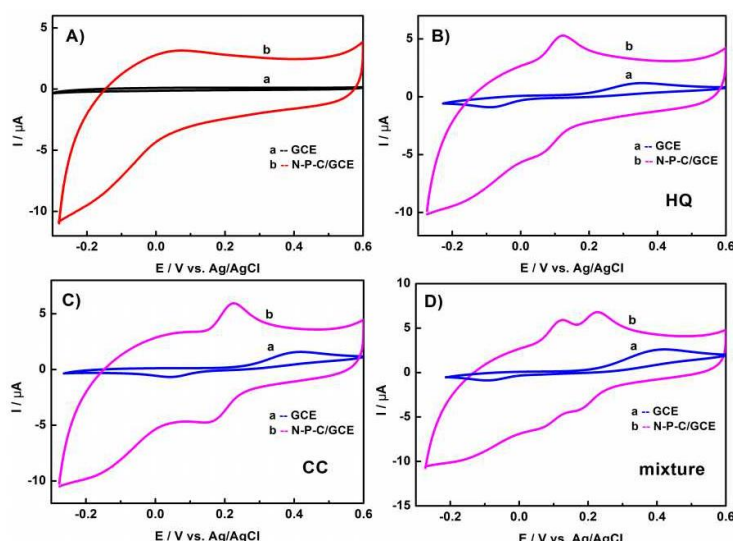 A)
b
a
a -- GCE
b -- N-P-C/GCE
I / μA
5
0
-5
-10
-0.2 0.0 0.2 0.4 0.6
E / V vs. Ag/AgCl
B)
b
a
a -- GCE
b -- N-P-C/GCE
HQ
I / μA
5
0
-5
-10
-0.2 0.0 0.2 0.4 0.6
E / V vs. Ag/AgCl
C)
b
a
a -- GCE
b -- N-P-C/GCE
CC
I / μA
5
0
-5
-10
-0.2 0.0 0.2 0.4 0.6
E / V vs. Ag/AgCl
D)
b
a
a -- GCE
b -- N-P-C/GCE
mixture
I / μA
10
5
0
-5
-10
-15
-0.2 0.0 0.2 0.4 0.6
E / V vs. Ag/AgCl